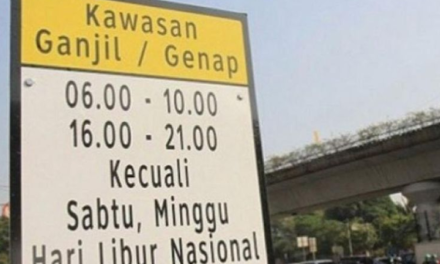 Kawasan
Ganjil / Genap
06.00 - 10.00
16.00 - 21.00
Kecuali
Sabtu, Minggu
Hari Libur Nasional